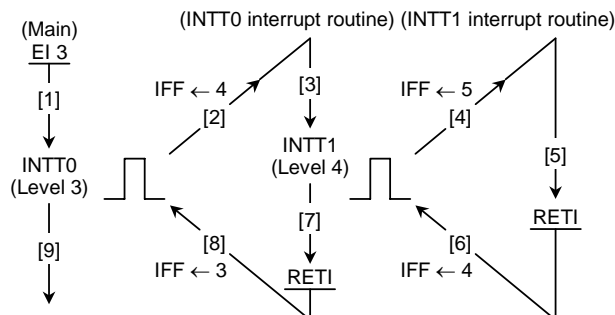 (Main)
EI 3
(INTT0 interrupt routine)
(INTT1 interrupt routine)
[1]
IFF ← 4
[2]
[3]
IFF ← 5
[4]
INTT0
(Level 3)
INTT1
(Level 4)
[5]
[9]
[8]
IFF ← 3
[7]
RETI
[6]
IFF ← 4
RETI